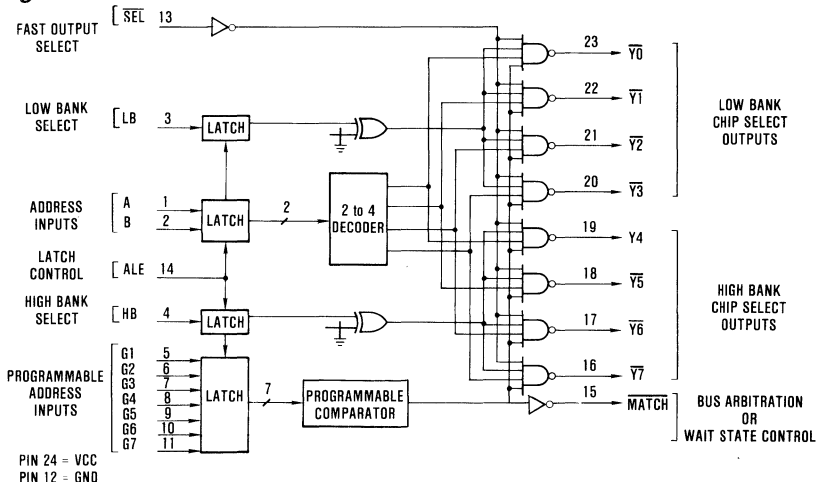 SEL 13
FAST OUTPUT
SELECT
LOW BANK
SELECT
LB 3
LATCH
ADDRESS
INPUTS
A 1
B 2
LATCH
2
2 to 4
DECODER
LATCH
CONTROL
ALE 14
HIGH BANK
SELECT
HB 4
LATCH
PROGRAMMABLE
ADDRESS
INPUTS
G1 5
G2 6
G3 7
G4 8
G5 9
G6 10
G7 11
LATCH
7
PROGRAMMABLE
COMPARATOR
PIN 24 = VCC
PIN 12 = GND
23 Y0
22 Y1
21 Y2
20 Y3
LOW BANK
CHIP SELECT
OUTPUTS
19 Y4
18 Y5
17 Y6
16 Y7
HIGH BANK
CHIP SELECT
OUTPUTS
15 MATCH
BUS ARBITRATION
OR
WAIT STATE CONTROL